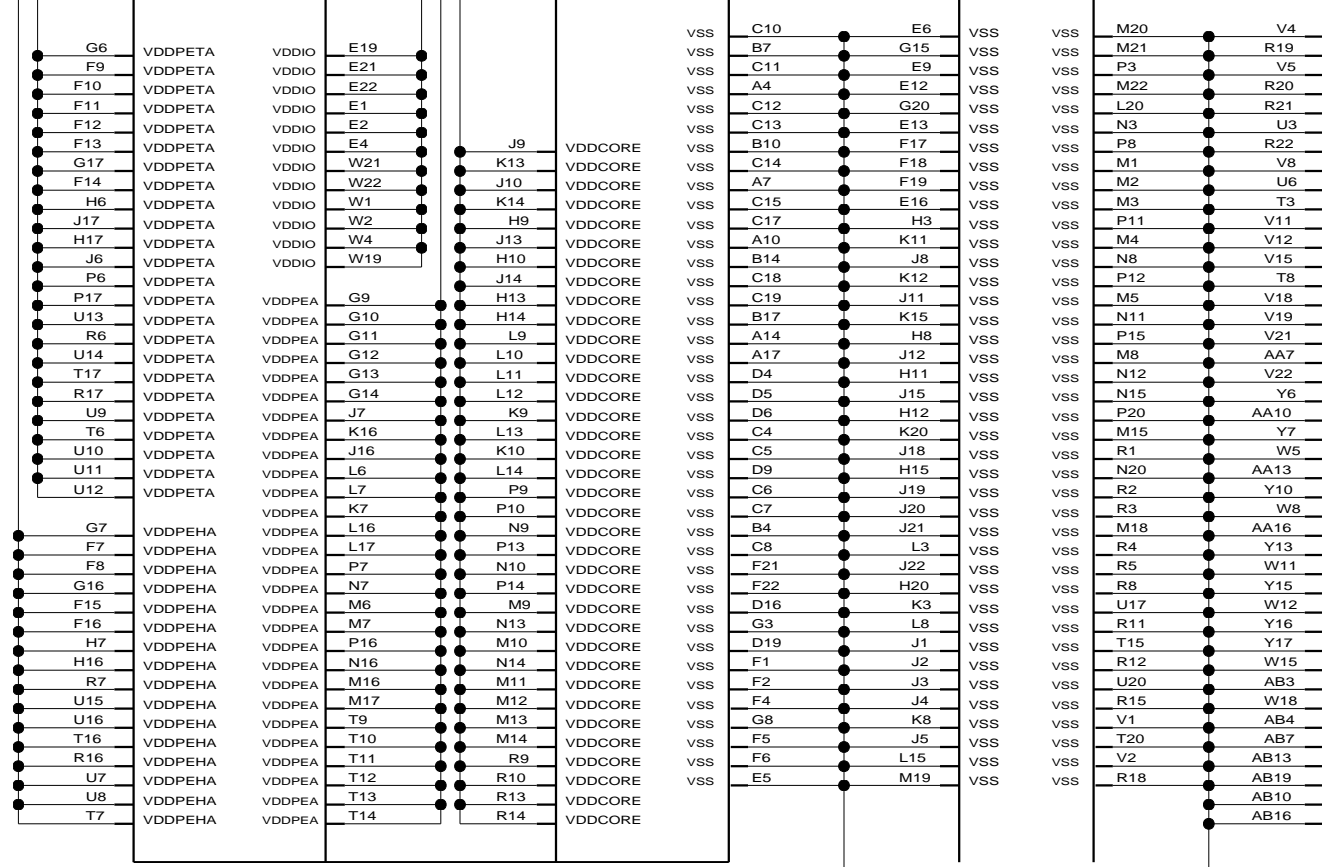 G6 VDDPETA
F9 VDDPETA
F10 VDDPETA
F11 VDDPETA
F12 VDDPETA
F13 VDDPETA
G17 VDDPETA
F14 VDDPETA
H6 VDDPETA
J17 VDDPETA
H17 VDDPETA
J6 VDDPETA
P6 VDDPETA
P17 VDDPETA
U13 VDDPETA
R6 VDDPETA
U14 VDDPETA
T17 VDDPETA
R17 VDDPETA
U9 VDDPETA
T6 VDDPETA
U10 VDDPETA
U11 VDDPETA
U12 VDDPETA
G7 VDDPEHA
F7 VDDPEHA
F8 VDDPEHA
G16 VDDPEHA
F15 VDDPEHA
F16 VDDPEHA
H7 VDDPEHA
H16 VDDPEHA
R7 VDDPEHA
U15 VDDPEHA
U16 VDDPEHA
T16 VDDPEHA
R16 VDDPEHA
U7 VDDPEHA
U8 VDDPEHA
T7 VDDPEHA
VDDIO E19
VDDIO E21
VDDIO E22
VDDIO E1
VDDIO E2
VDDIO E4
VDDIO W21
VDDIO W22
VDDIO W1
VDDIO W2
VDDIO W4
VDDIO W19
VDDPEA G9
VDDPEA G10
VDDPEA G11
VDDPEA G12
VDDPEA G13
VDDPEA G14
VDDPEA J7
VDDPEA K16
VDDPEA J16
VDDPEA L6
VDDPEA L7
VDDPEA K7
VDDPEA L16
VDDPEA L17
VDDPEA P7
VDDPEA N7
VDDPEA M6
VDDPEA M7
VDDPEA P16
VDDPEA N16
VDDPEA M16
VDDPEA M17
VDDPEA T9
VDDPEA T10
VDDPEA T11
VDDPEA T12
VDDPEA T13
VDDPEA T14
J9 VDDCORE
K13 VDDCORE
J10 VDDCORE
K14 VDDCORE
H9 VDDCORE
J13 VDDCORE
H10 VDDCORE
J14 VDDCORE
H13 VDDCORE
H14 VDDCORE
L9 VDDCORE
L10 VDDCORE
L11 VDDCORE
L12 VDDCORE
K9 VDDCORE
L13 VDDCORE
K10 VDDCORE
L14 VDDCORE
P9 VDDCORE
P10 VDDCORE
N9 VDDCORE
P13 VDDCORE
N10 VDDCORE
P14 VDDCORE
M9 VDDCORE
N13 VDDCORE
M10 VDDCORE
N14 VDDCORE
M11 VDDCORE
M12 VDDCORE
M13 VDDCORE
M14 VDDCORE
R9 VDDCORE
R10 VDDCORE
R13 VDDCORE
R14 VDDCORE
VSS C10 E6 VSS
VSS B7 G15 VSS
VSS C11 E9 VSS
VSS A4 E12 VSS
VSS C12 G20 VSS
VSS C13 E13 VSS
VSS B10 F17 VSS
VSS C14 F18 VSS
VSS A7 F19 VSS
VSS C15 E16 VSS
VSS C17 H3 VSS
VSS A10 K11 VSS
VSS B14 J8 VSS
VSS C18 K12 VSS
VSS C19 J11 VSS
VSS B17 K15 VSS
VSS A14 H8 VSS
VSS A17 J12 VSS
VSS D4 H11 VSS
VSS D5 J15 VSS
VSS D6 H12 VSS
VSS C4 K20 VSS
VSS C5 J18 VSS
VSS D9 H15 VSS
VSS C6 J19 VSS
VSS C7 J20 VSS
VSS B4 J21 VSS
VSS C8 L3 VSS
VSS F21 J22 VSS
VSS F22 H20 VSS
VSS D16 K3 VSS
VSS G3 L8 VSS
VSS D19 J1 VSS
VSS F1 J2 VSS
VSS F2 J3 VSS
VSS F4 J4 VSS
VSS G8 K8 VSS
VSS F5 J5 VSS
VSS F6 L15 VSS
VSS E5 M19 VSS
VSS M20 V4
VSS M21 R19
VSS P3 V5
VSS M22 R20
VSS L20 R21
VSS N3 U3
VSS P8 R22
VSS M1 V8
VSS M2 U6
VSS M3 T3
VSS P11 V11
VSS M4 V12
VSS N8 V15
VSS P12 T8
VSS M5 V18
VSS N11 V19
VSS P15 V21
VSS M8 AA7
VSS N12 V22
VSS N15 Y6
VSS P20 AA10
VSS M15 Y7
VSS R1 W5
VSS N20 AA13
VSS R2 Y10
VSS R3 W8
VSS M18 AA16
VSS R4 Y13
VSS R5 W11
VSS R8 Y15
VSS U17 W12
VSS R11 Y16
VSS T15 Y17
VSS R12 W15
VSS U20 AB3
VSS R15 W18
VSS V1 AB4
VSS T20 AB7
VSS V2 AB13
VSS R18 AB19
AB10
AB16